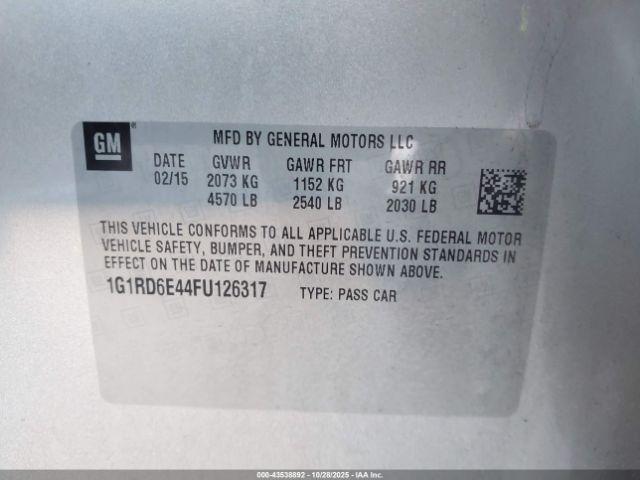 GM
MFD BY GENERAL MOTORS LLC
DATE GVWR GAWR FRT GAWR RR
02/15 2073 KG 1152 KG 921 KG
4570 LB 2540 LB 2030 LB
THIS VEHICLE CONFORMS TO ALL APPLICABLE U.S. FEDERAL MOTOR
VEHICLE SAFETY, BUMPER, AND THEFT PREVENTION STANDARDS IN
EFFECT ON THE DATE OF MANUFACTURE SHOWN ABOVE.
1G1RD6E44FU126317 TYPE: PASS CAR
000-43538892 - 10/28/2025 - IAAI - Copart, Inc.